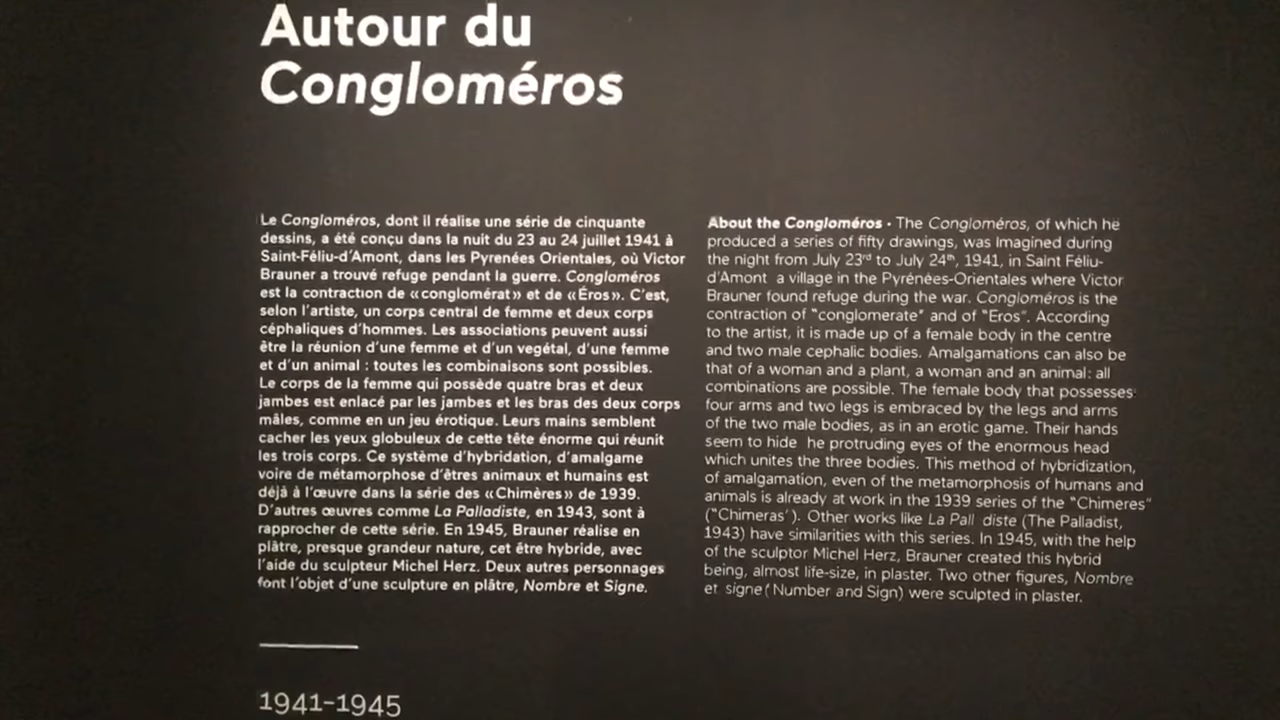 Autour du
Congloméros
Le Congloméros, dont il réalise une série de cinquante
dessins, a été conçu dans la nuit du 23 au 24 juillet 1941 à
Saint-Féliu-d'Amont, dans les Pyrenées Orientales, où Victor
Brauner a trouvé refuge pendant la guerre. Congloméros
est la contraction de «conglomérat» et de «Éros». C'est,
selon l'artiste, un corps central de femme et deux corps
céphaliques d'hommes. Les associations peuvent aussi
être la réunion d'une femme et d'un vegétal, d'une femme
et d'un animal : toutes les combinaisons sont possibles.
Le corps de la femme qui possède quatre bras et deux
jambes est enlacé par les jambes et les bras des deux corps
mâles, comme en un jeu érotique. Leurs mains semblent
cacher les yeux globuleux de cette tête énorme qui réunit
les trois corps. Ce système d'hybridation, d'amalgame
voire de métamorphose d'êtres animaux et humains est
déjà à l'œuvre dans la série des «Chimères» de 1939.
D'autres œuvres comme La Palladiste, en 1943, sont à
rapprocher de cette série. En 1945, Brauner réalise en
plâtre, presque grandeur nature, cet être hybride, avec
l'aide du sculpteur Michel Herz. Deux autres personnages
font l'objet d'une sculpture en plâtre, Nombre et Signe.
About the Congloméros • The Congloméros, of which he
produced a series of fifty drawings, was Imagined during
the night from July 23rd to July 24th, 1941, in Saint Féliu-
d'Amont a village in the Pyrénées-Orientales where Victor
Brauner found refuge during the war. Congloméros is the
contraction of "conglomerate" and of "Eros". According
to the artist, it is made up of a female body in the centre
and two male cephalic bodies. Amalgamations can also be
that of a woman and a plant, a woman and an animal: all
combinations are possible. The female body that possesses
four arms and two legs is embraced by the legs and arms
of the two male bodies, as in an erotic game. Their hands
seem to hide he protruding eyes of the enormous head
which unites the three bodies. This method of hybridization,
of amalgamation, even of the metamorphosis of humans and
animals is already at work in the 1939 series of the "Chimeres"
("Chimeras'). Other works like La Pall diste (The Palladist,
1943) have similarities with this series. In 1945, with the help
of the sculptor Michel Herz, Brauner created this hybrid
being, almost life-size, in plaster. Two other figures, Nombre
et signe (Number and Sign) were sculpted in plaster.
1941-1945